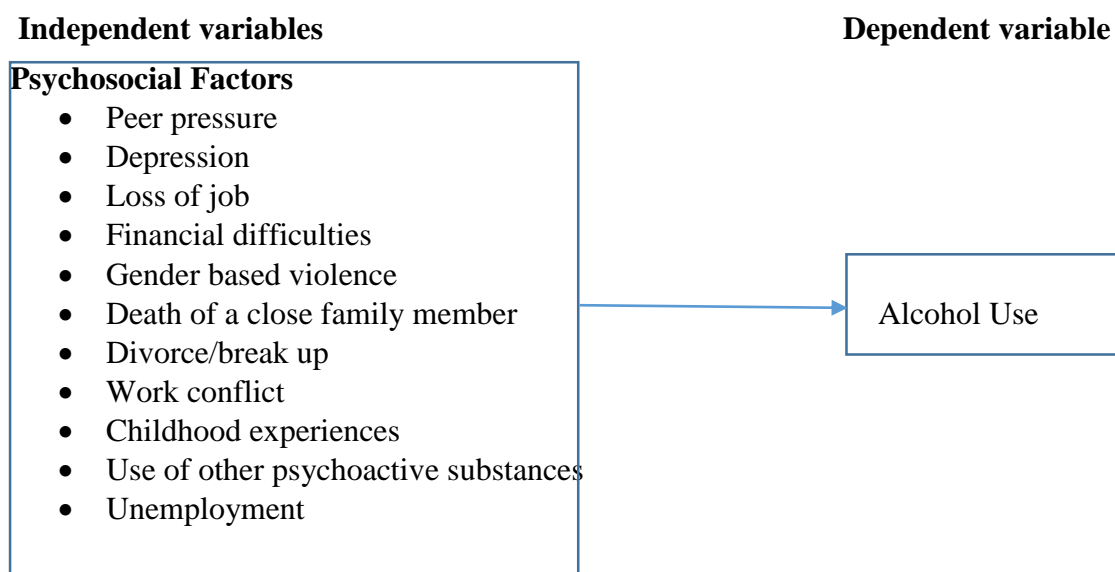 Independent variables
Dependent variable
Psychosocial Factors
• Peer pressure
• Depression
• Loss of job
• Financial difficulties
• Gender based violence
• Death of a close family member
• Divorce/break up
• Work conflict
• Childhood experiences
• Use of other psychoactive substances
• Unemployment
Alcohol Use